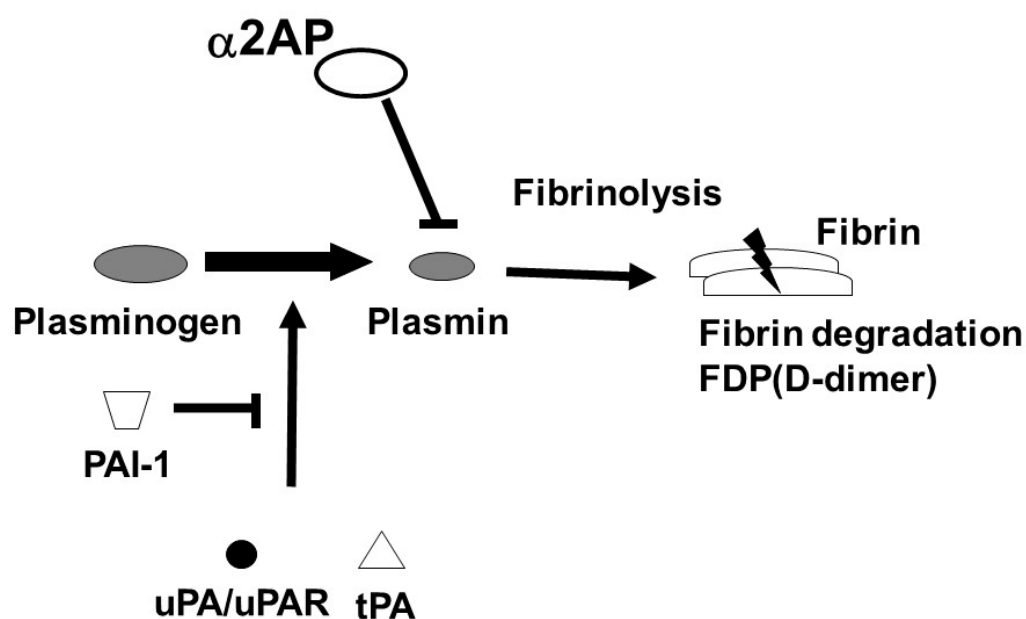 α2AP
Fibrinolysis
Fibrin
Plasminogen
Plasmin
Fibrin degradation
FDP(D-dimer)
PAI-1
uPA/uPAR
tPA